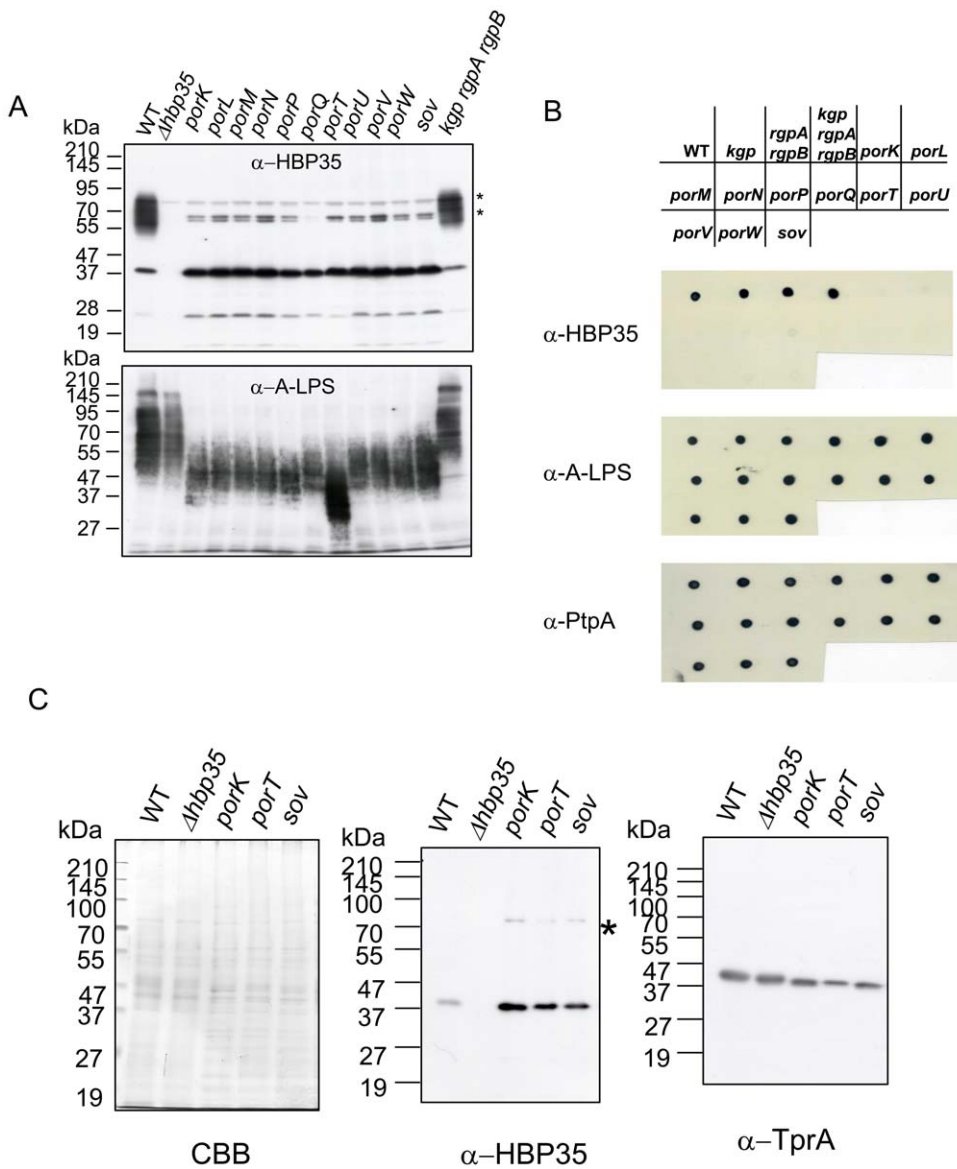 A
kDa
WT
Δhbp35
porK
porL
porM
porN
porP
porQ
porT
porU
porV
porW
sov
kgp rgpA rgpB
α–HBP35
210
145
95
70
55
47
37
28
19
*
*
kDa
α–A-LPS
210
145
95
70
55
47
37
27
B
WT kgp rgpA rgpB kgp rgpA rgpB porK porL
porM porN porP porQ porT porU
porV porW sov
α-HBP35
α-A-LPS
α-PtpA
C
kDa
WT
Δhbp35
porK
porT
sov
210
145
100
70
55
47
37
27
19
CBB
kDa
WT
Δhbp35
porK
porT
sov
210
145
100
70
55
47
37
27
19
*
α–HBP35
kDa
WT
Δhbp35
porK
porT
sov
210
145
100
70
55
47
37
27
19
α–TprA